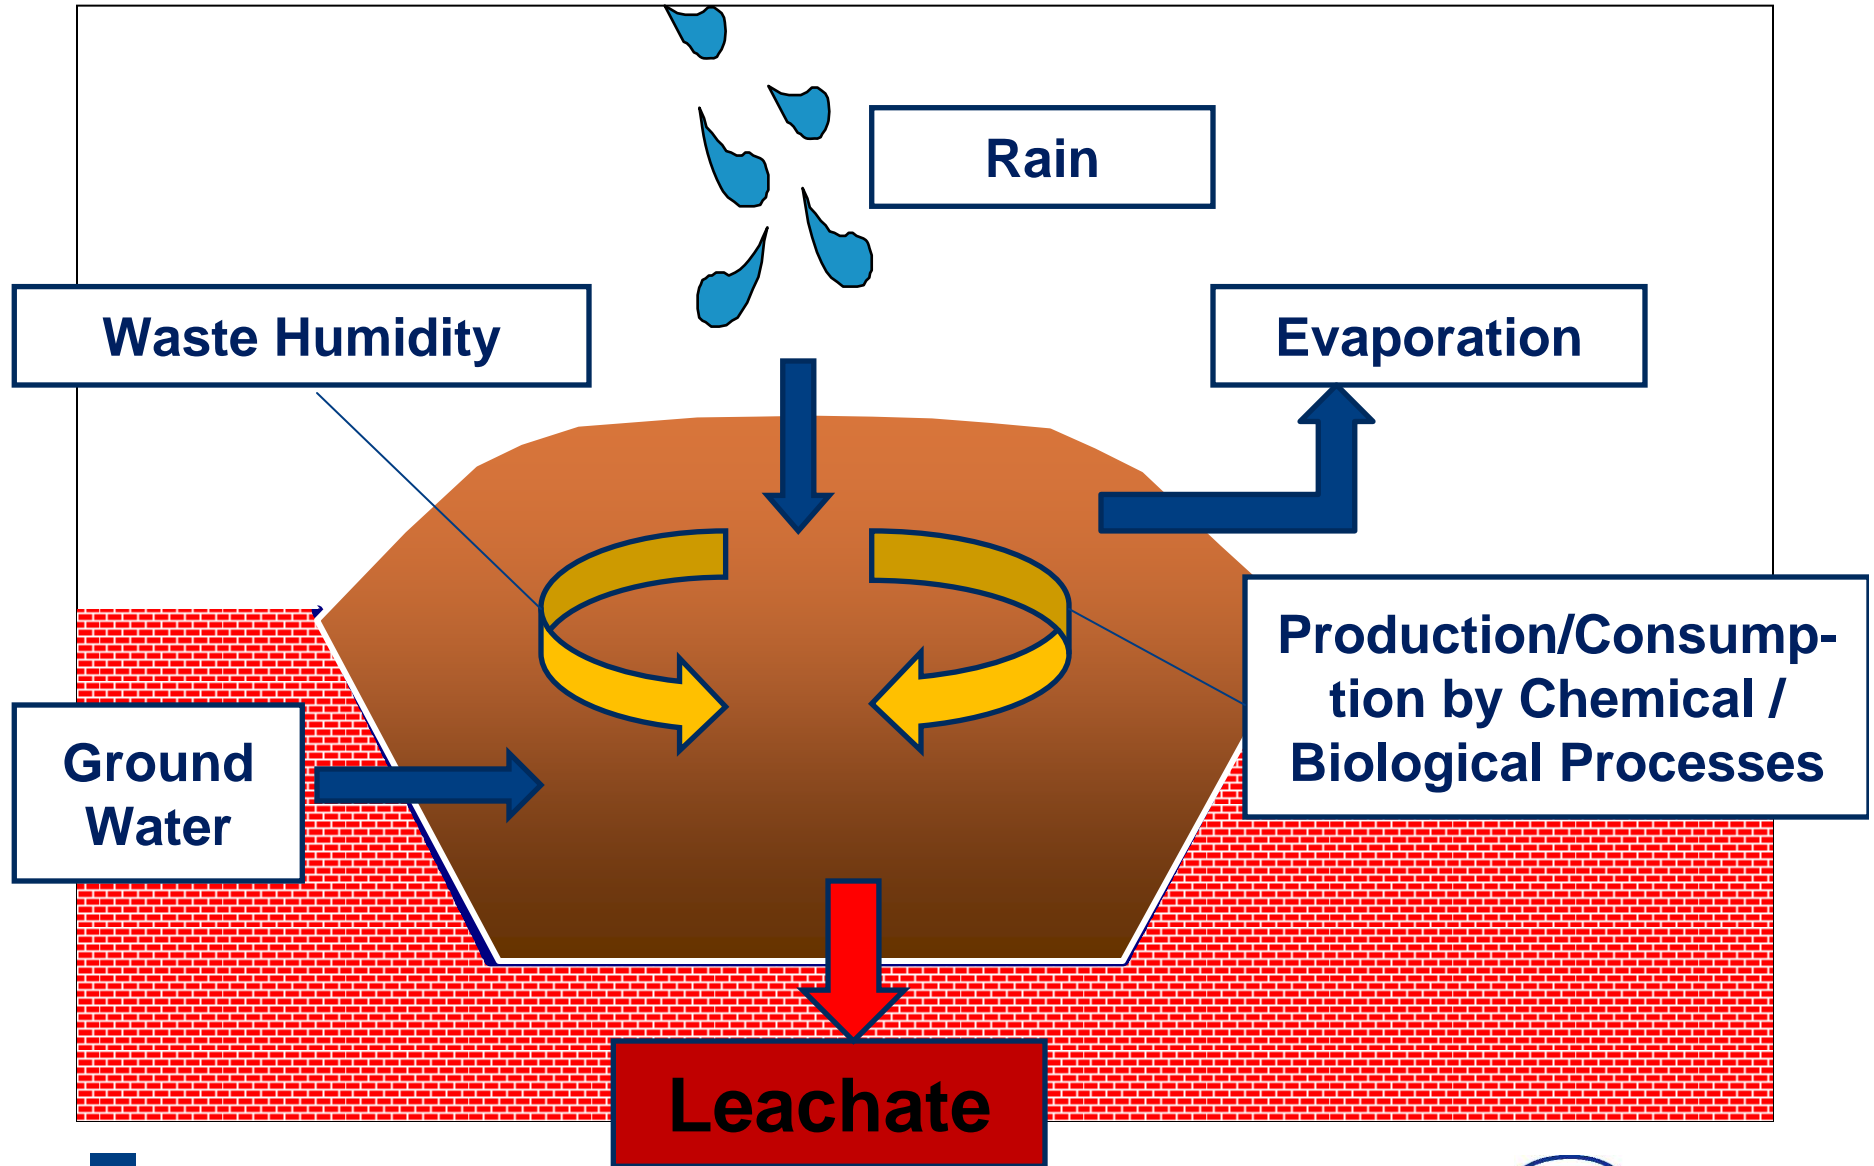 Rain
Waste Humidity
Evaporation
Production/Consump-
tion by Chemical /
Biological Processes
Ground
Water
Leachate